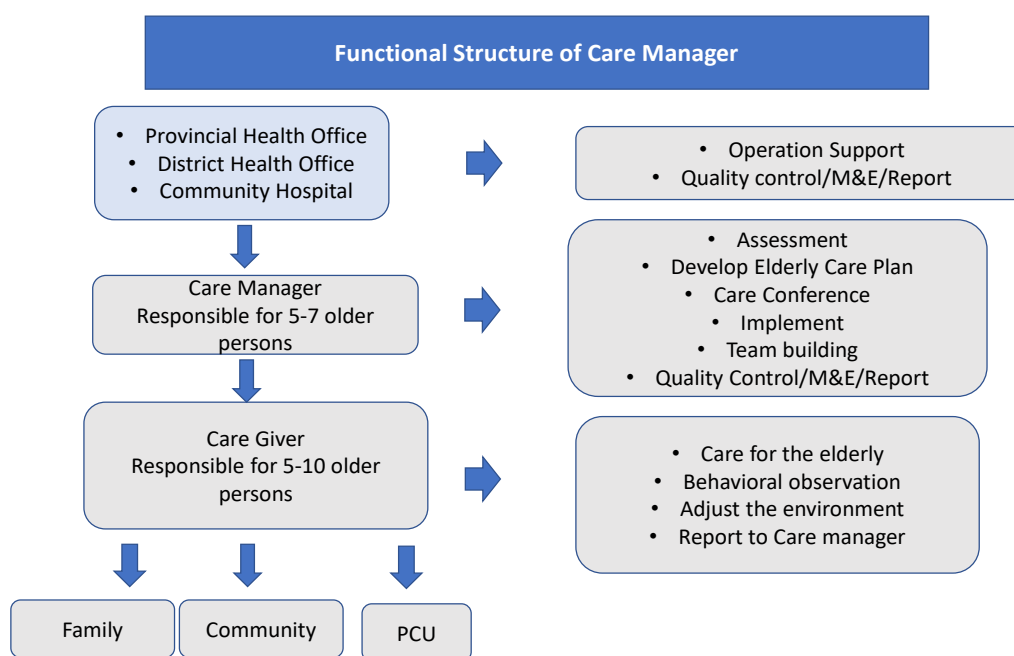 Functional Structure of Care Manager
• Provincial Health Office
• District Health Office
• Community Hospital
• Operation Support
• Quality control/M&E/Report
Care Manager
Responsible for 5-7 older
persons
• Assessment
• Develop Elderly Care Plan
• Care Conference
• Implement
• Team building
• Quality Control/M&E/Report
Care Giver
Responsible for 5-10 older
persons
• Care for the elderly
• Behavioral observation
• Adjust the environment
• Report to Care manager
Family
Community
PCU